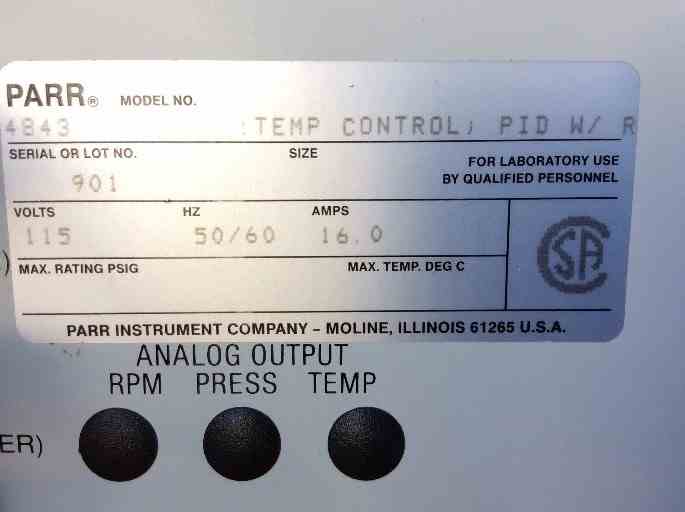 PARR® MODEL NO.
4843 :TEMP CONTROL; PID W/ R
SERIAL OR LOT NO. SIZE FOR LABORATORY USE
901 BY QUALIFIED PERSONNEL
VOLTS HZ AMPS
115 50/60 16.0
CSA
) MAX. RATING PSIG MAX. TEMP. DEG C
PARR INSTRUMENT COMPANY – MOLINE, ILLINOIS 61265 U.S.A.
ANALOG OUTPUT
RPM PRESS TEMP
ER)